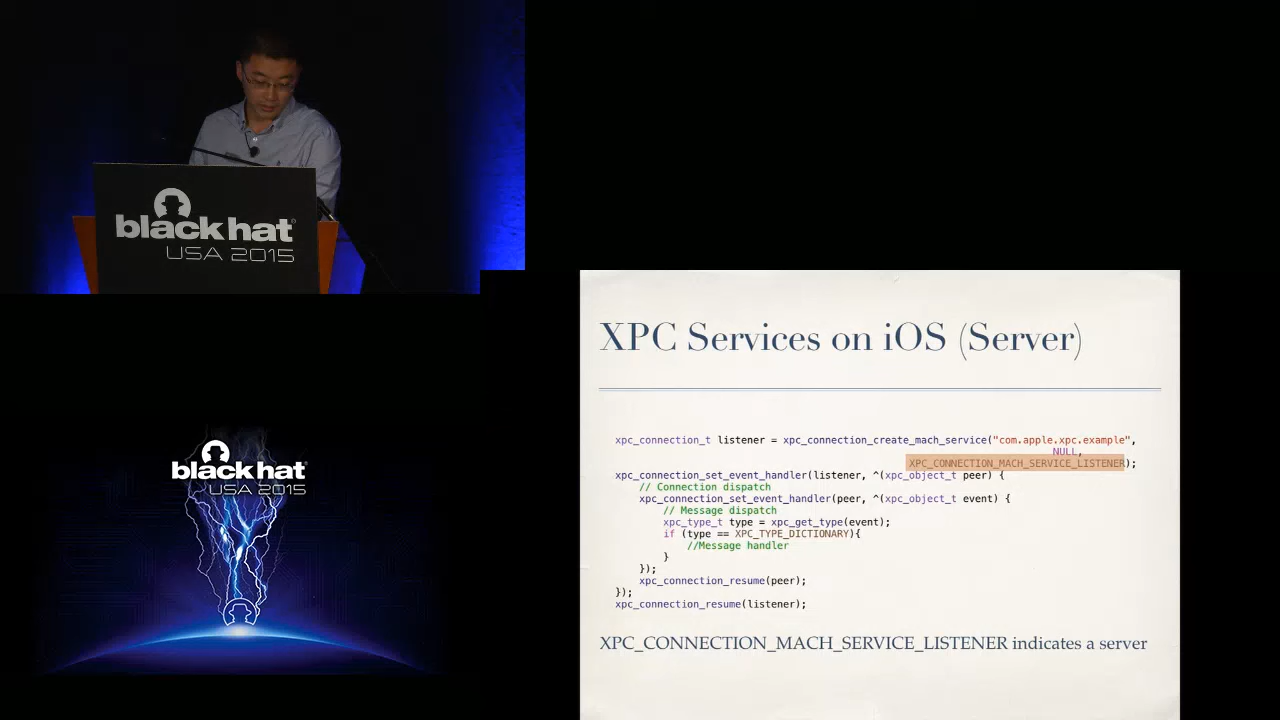 black hat
USA 2015
black hat
USA 2015
XPC Services on iOS (Server)
xpc_connection_t listener = xpc_connection_create_mach_service("com.apple.xpc.example",
NULL,
XPC_CONNECTION_MACH_SERVICE_LISTENER);
xpc_connection_set_event_handler(listener, ^(xpc_object_t peer) {
// Connection dispatch
xpc_connection_set_event_handler(peer, ^(xpc_object_t event) {
// Message dispatch
xpc_type_t type = xpc_get_type(event);
if (type == XPC_TYPE_DICTIONARY){
//Message handler
}
});
xpc_connection_resume(peer);
});
xpc_connection_resume(listener);
XPC_CONNECTION_MACH_SERVICE_LISTENER indicates a server